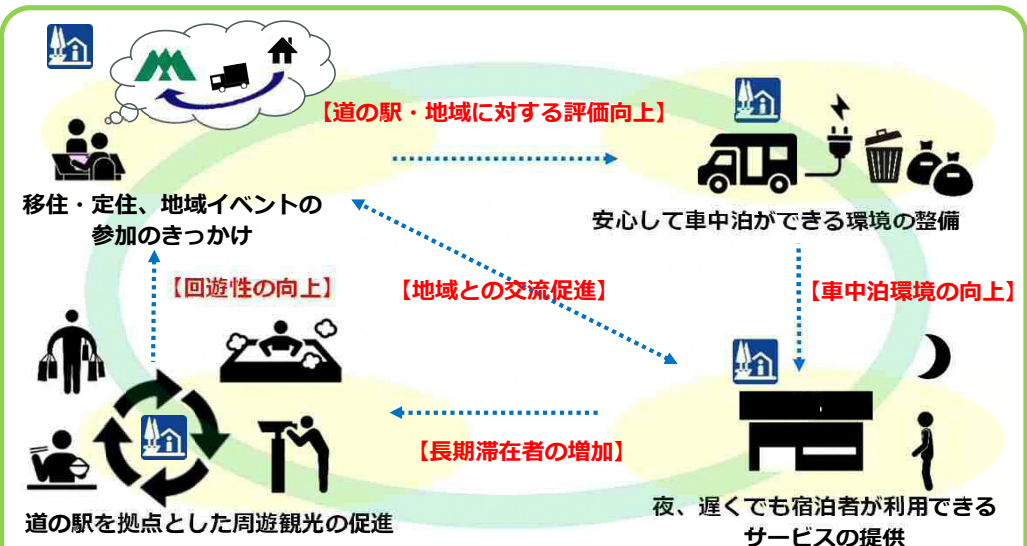 【道の駅・地域に対する評価向上】
移住・定住、地域イベントの
参加のきっかけ
安心して車中泊ができる環境の整備
【回遊性の向上】
【地域との交流促進】
【車中泊環境の向上】
【長期滞在者の増加】
道の駅を拠点とした周遊観光の促進
夜、遅くでも宿泊者が利用できる
サービスの提供